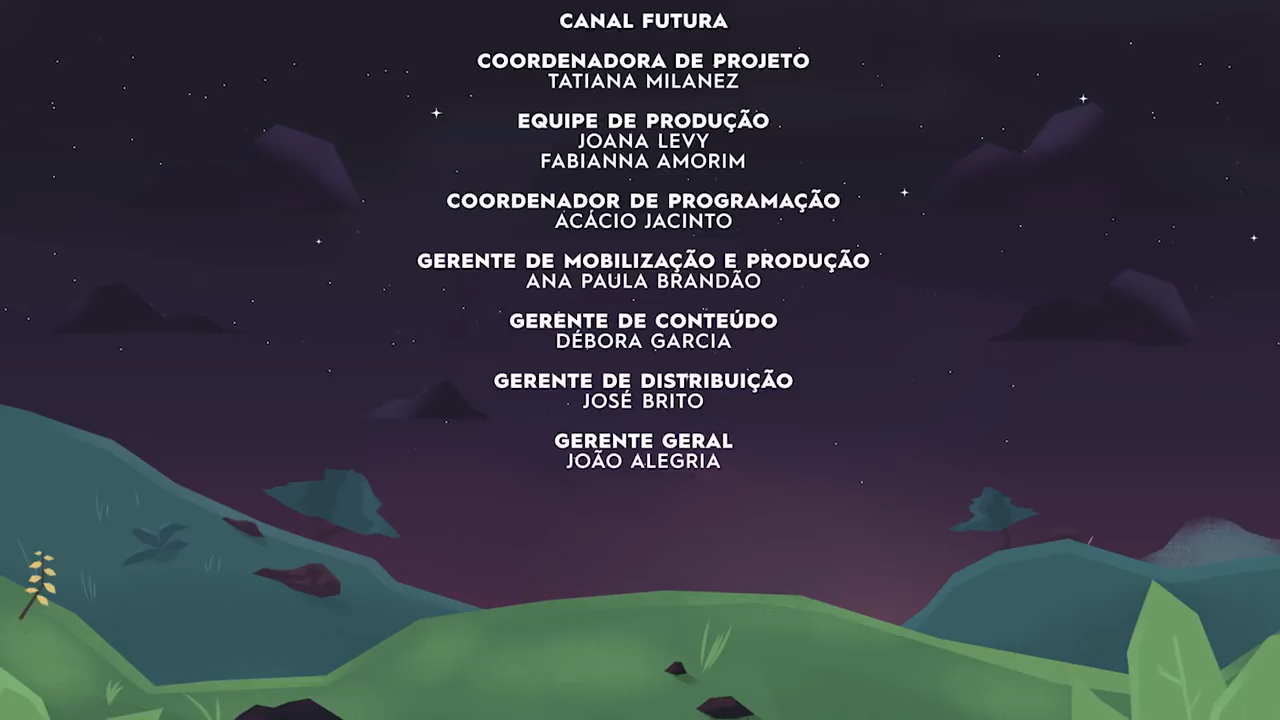 CANAL FUTURA
COORDENADORA DE PROJETO
TATIANA MILANEZ
EQUIPE DE PRODUÇÃO
JOANA LEVY
FABIANNA AMORIM
COORDENADOR DE PROGRAMAÇÃO
ACÁCIO JACINTO
GERENTE DE MOBILIZAÇÃO E PRODUÇÃO
ANA PAULA BRANDÃO
GERENTE DE CONTEÚDO
DÉBORA GARCIA
GERENTE DE DISTRIBUIÇÃO
JOSÉ BRITO
GERENTE GERAL
JOÃO ALEGRIA